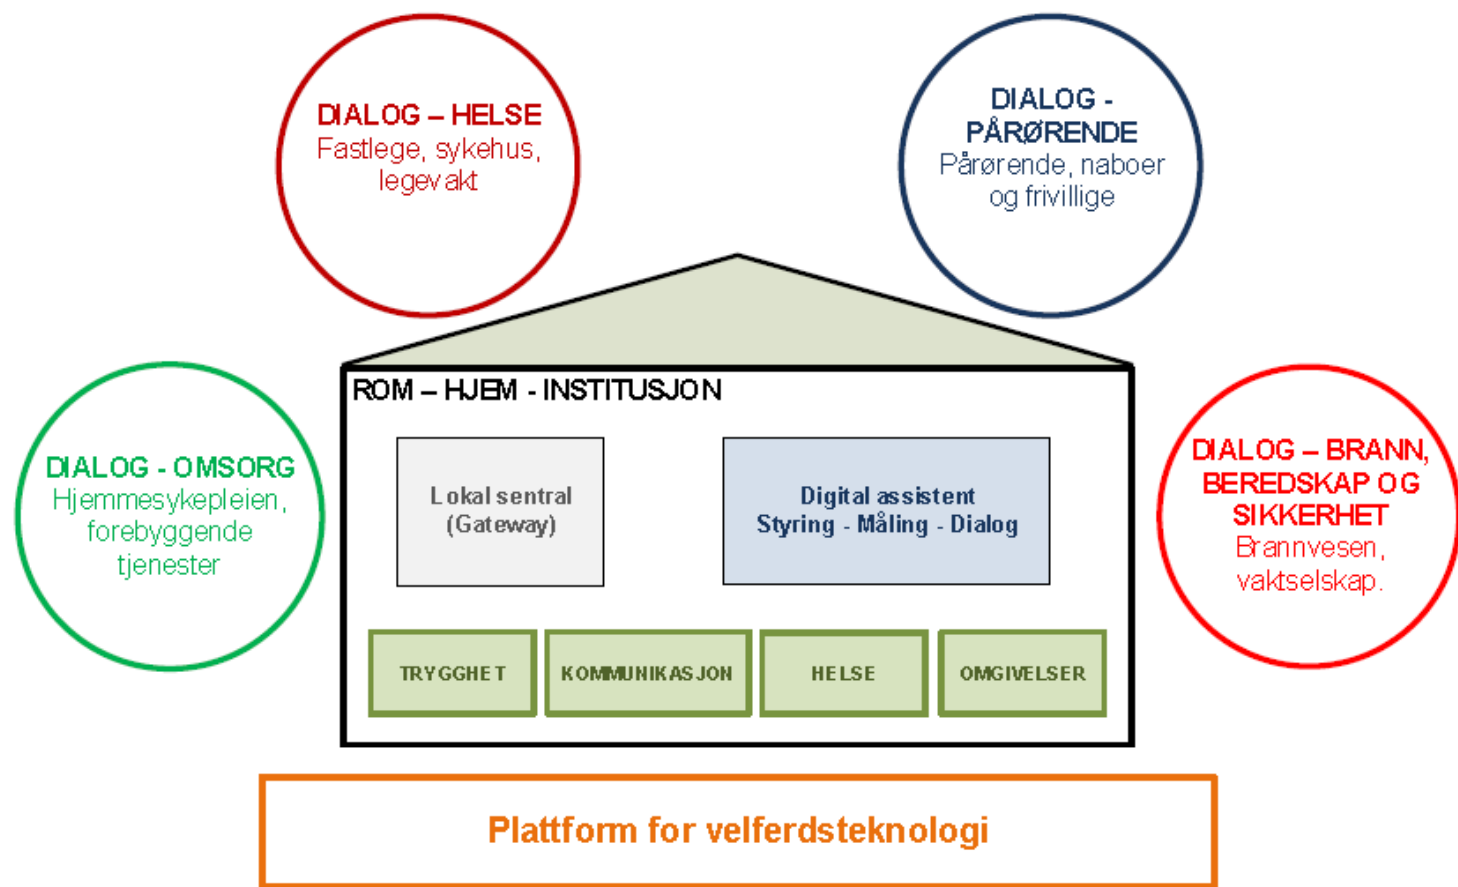 DIALOG – HELSE
Fastlege, sykehus,
legevakt
DIALOG -
PÅRØRENDE
Pårørende, naboer
og frivillige
DIALOG - OMSORG
Hjemmesykepleien,
forebyggende
tjenester
ROM – HJEM - INSTITUSJON
Lokal sentral
(Gateway)
Digital assistent
Styring - Måling - Dialog
TRYGGHET
KOMMUNIKASJON
HELSE
OMGIVELSER
DIALOG – BRANN,
BEREDSKAP OG
SIKKERHET
Brannvesen,
vaktselskap.
Plattform for velferdsteknologi